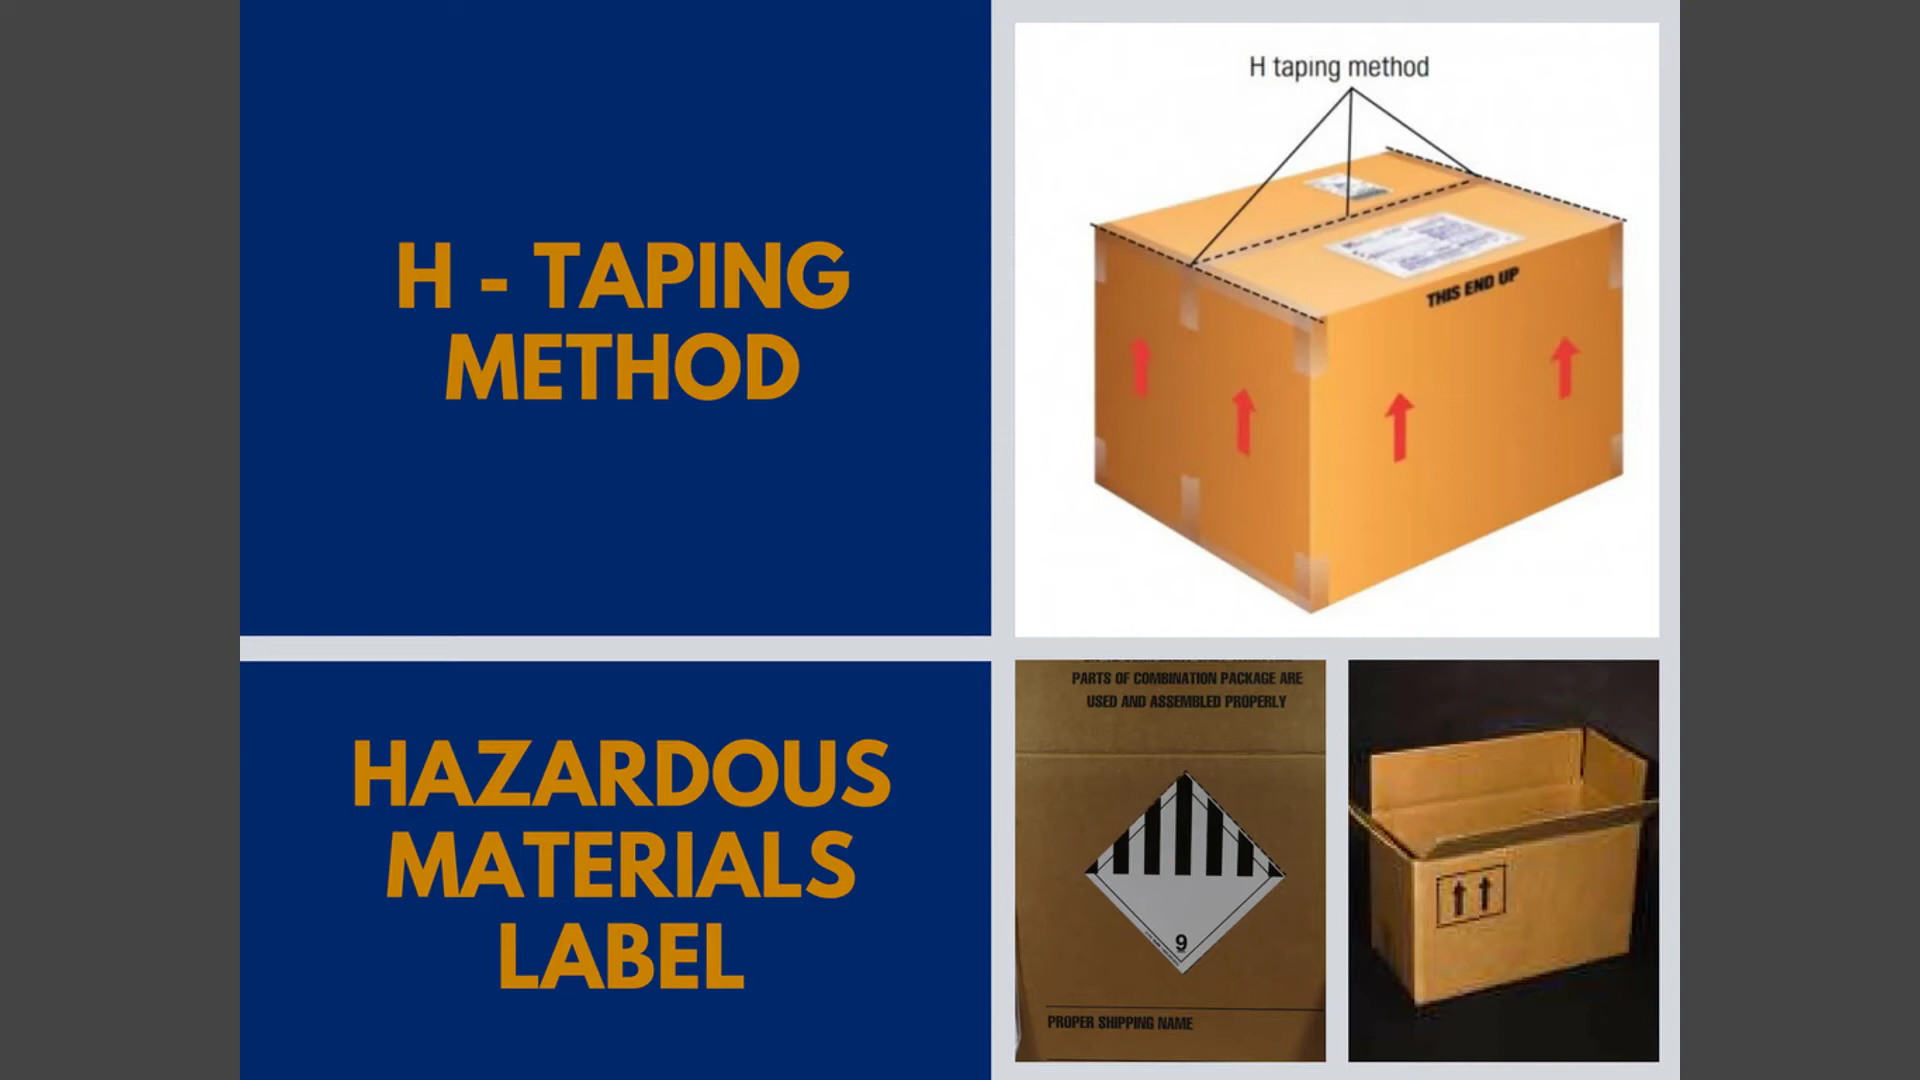 H - TAPING
METHOD
H taping method
THIS END UP
HAZARDOUS
MATERIALS
LABEL
PARTS OF COMBINATION PACKAGE ARE
USED AND ASSEMBLED PROPERLY
9
PROPER SHIPPING NAME